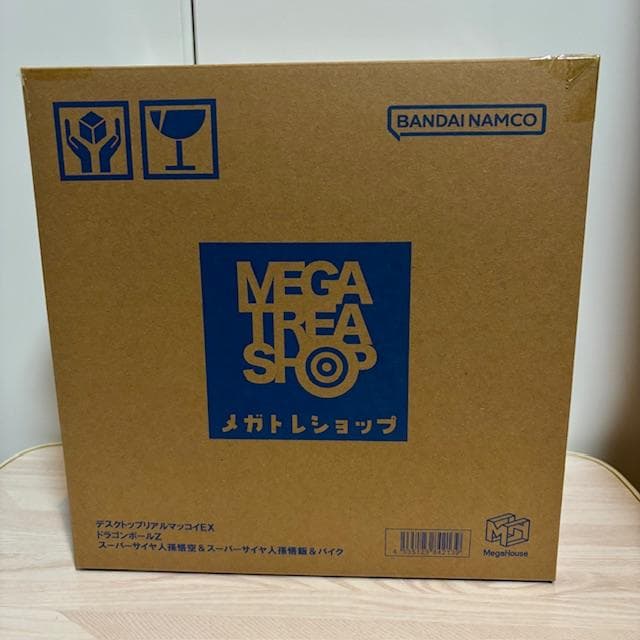 BANDAI NAMCO
MEGA
TREA
SHOP
メガトレショップ
デスクトップリアルマッコイEX
ドラゴンボールZ
スーパーサイヤ人孫悟空＆スーパーサイヤ人孫悟飯＆バイク
MegaHouse